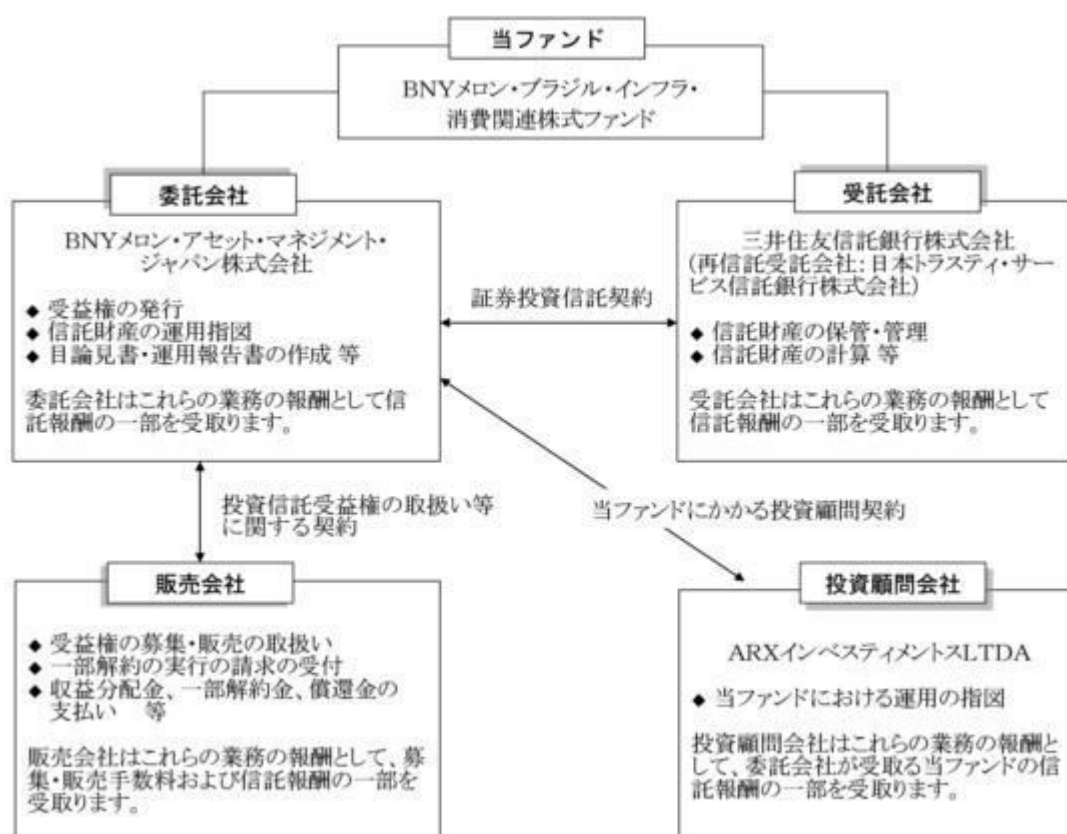 当ファンド
BNYメロン・ブラジル・インフラ・
消費関連株式ファンド
委託会社
BNYメロン・アセット・マネジメント・
ジャパン株式会社
◆ 受益権の発行
◆ 信託財産の運用指図
◆ 目論見書・運用報告書の作成 等
委託会社はこれらの業務の報酬として信
託報酬の一部を受取ります。
証券投資信託契約
受託会社
三井住友信託銀行株式会社
(再信託受託会社:日本トラスティ・サー
ビス信託銀行株式会社)
◆ 信託財産の保管・管理
◆ 信託財産の計算 等
受託会社はこれらの業務の報酬として
信託報酬の一部を受取ります。
投資信託受益権の取扱い等
に関する契約
当ファンドにかかる投資顧問契約
販売会社
◆ 受益権の募集・販売の取扱い
◆ 一部解約の実行の請求の受付
◆ 収益分配金、一部解約金、償還金の
支払い 等
販売会社はこれらの業務の報酬として、募
集・販売手数料および信託報酬の一部を
受取ります。
投資顧問会社
ARXインベスティメントスLTDA
◆ 当ファンドにおける運用の指図
投資顧問会社はこれらの業務の報酬と
して、委託会社が受取る当ファンドの信
託報酬の一部を受取ります。